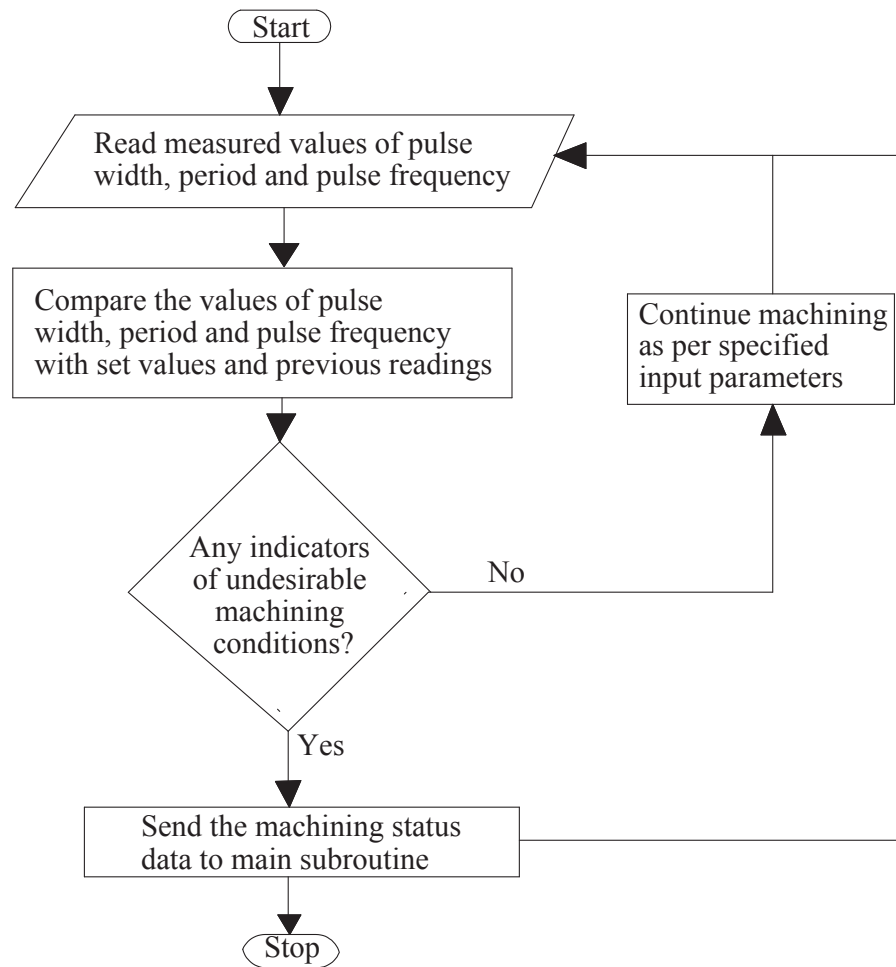 Start
Read measured values of pulse
width, period and pulse frequency
Compare the values of pulse
width, period and pulse frequency
with set values and previous readings
Continue machining
as per specified
input parameters
Any indicators
of undesirable
machining
conditions?
No
Yes
Send the machining status
data to main subroutine
Stop